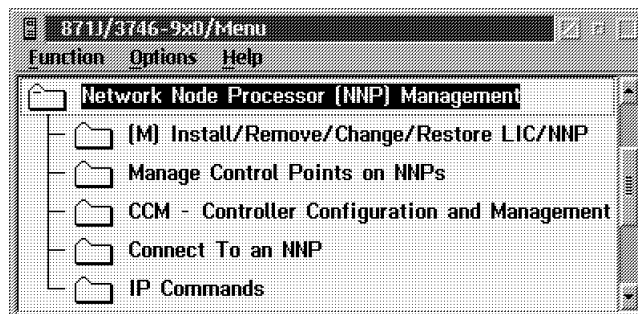 871J/3746-9x0/Menu
Function Options Help
Network Node Processor (NNP) Management
(M) Install/Remove/Change/Restore LIC/NNP
Manage Control Points on NNPs
CCM - Controller Configuration and Management
Connect To an NNP
IP Commands